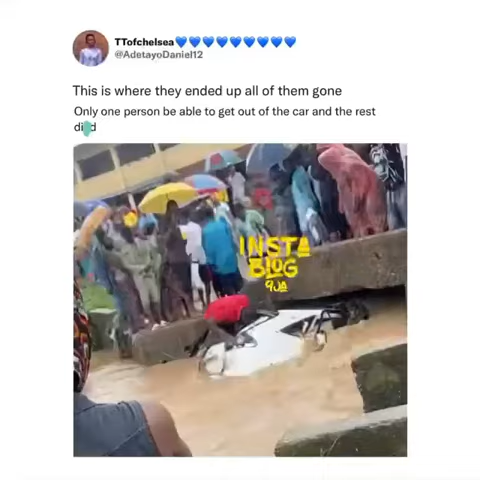 TTofchelsea💙💙💙💙💙💙💙💙💙
@AdetayoDaniel12
This is where they ended up all of them gone
Only one person be able to get out of the car and the rest
di d
INSTA
BLOG
9JA